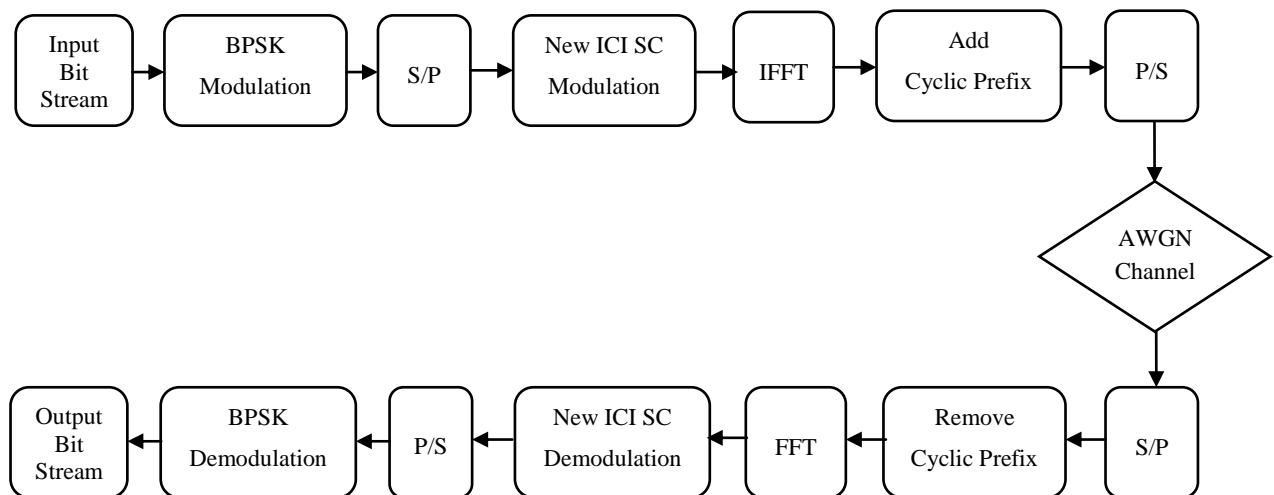 Input
Bit
Stream
BPSK
Modulation
S/P
New ICI SC
Modulation
IFFT
Add
Cyclic Prefix
P/S
AWGN
Channel
Output
Bit
Stream
BPSK
Demodulation
P/S
New ICI SC
Demodulation
FFT
Remove
Cyclic Prefix
S/P